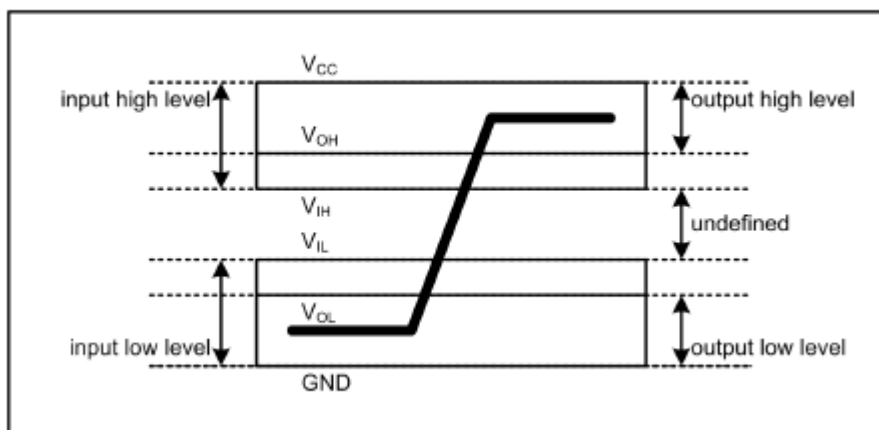 V_CC
input high level
output high level
V_OH
V_IH
undefined
V_IL
V_OL
input low level
output low level
GND